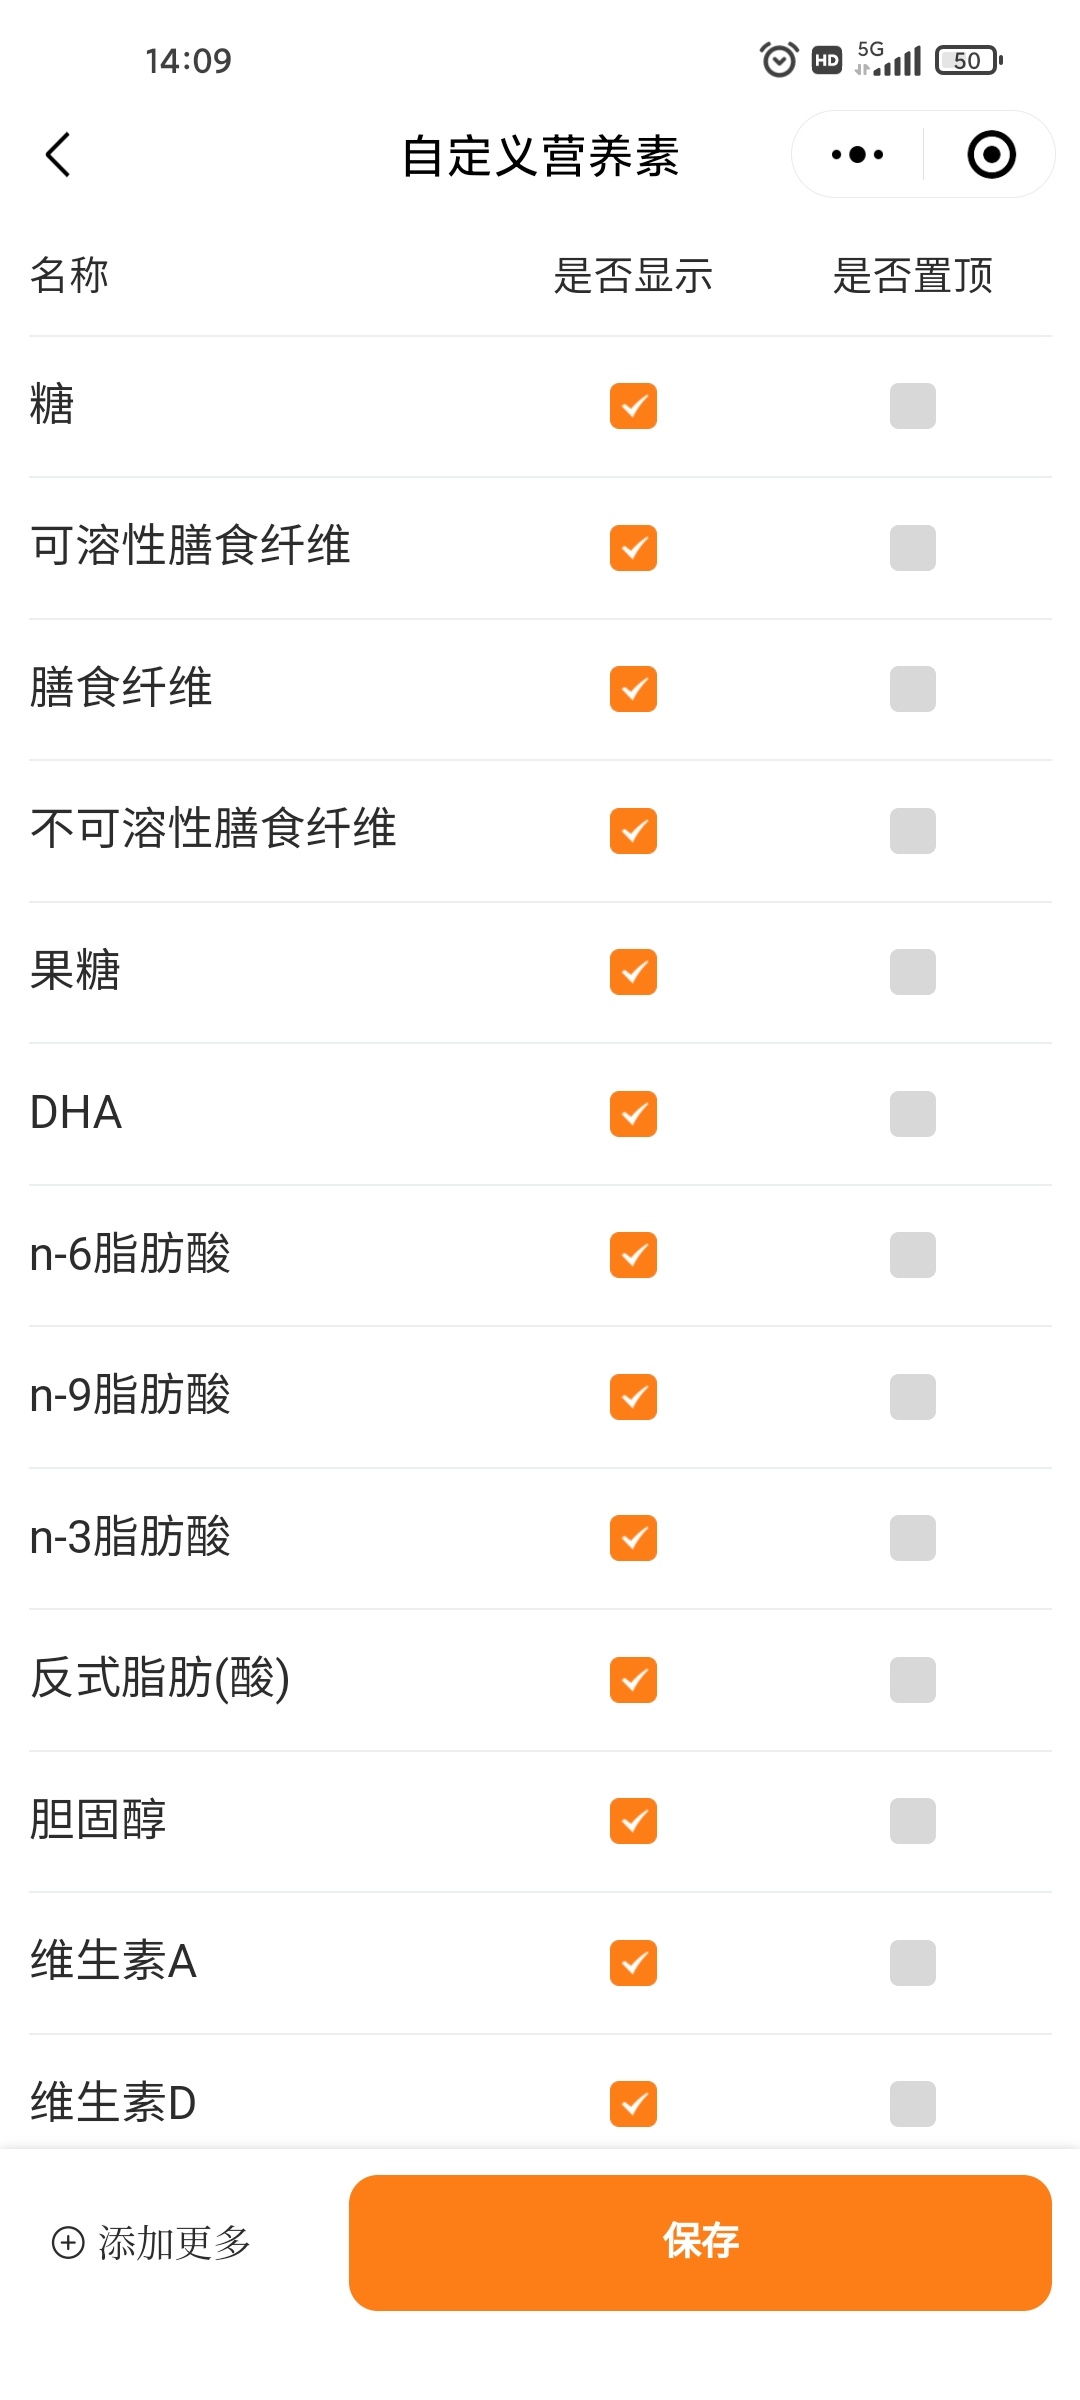 14:09
HD 5G 50
自定义营养素
名称 是否显示 是否置顶
糖
可溶性膳食纤维
膳食纤维
不可溶性膳食纤维
果糖
DHA
n-6脂肪酸
n-9脂肪酸
n-3脂肪酸
反式脂肪(酸)
胆固醇
维生素A
维生素D
添加更多 保存